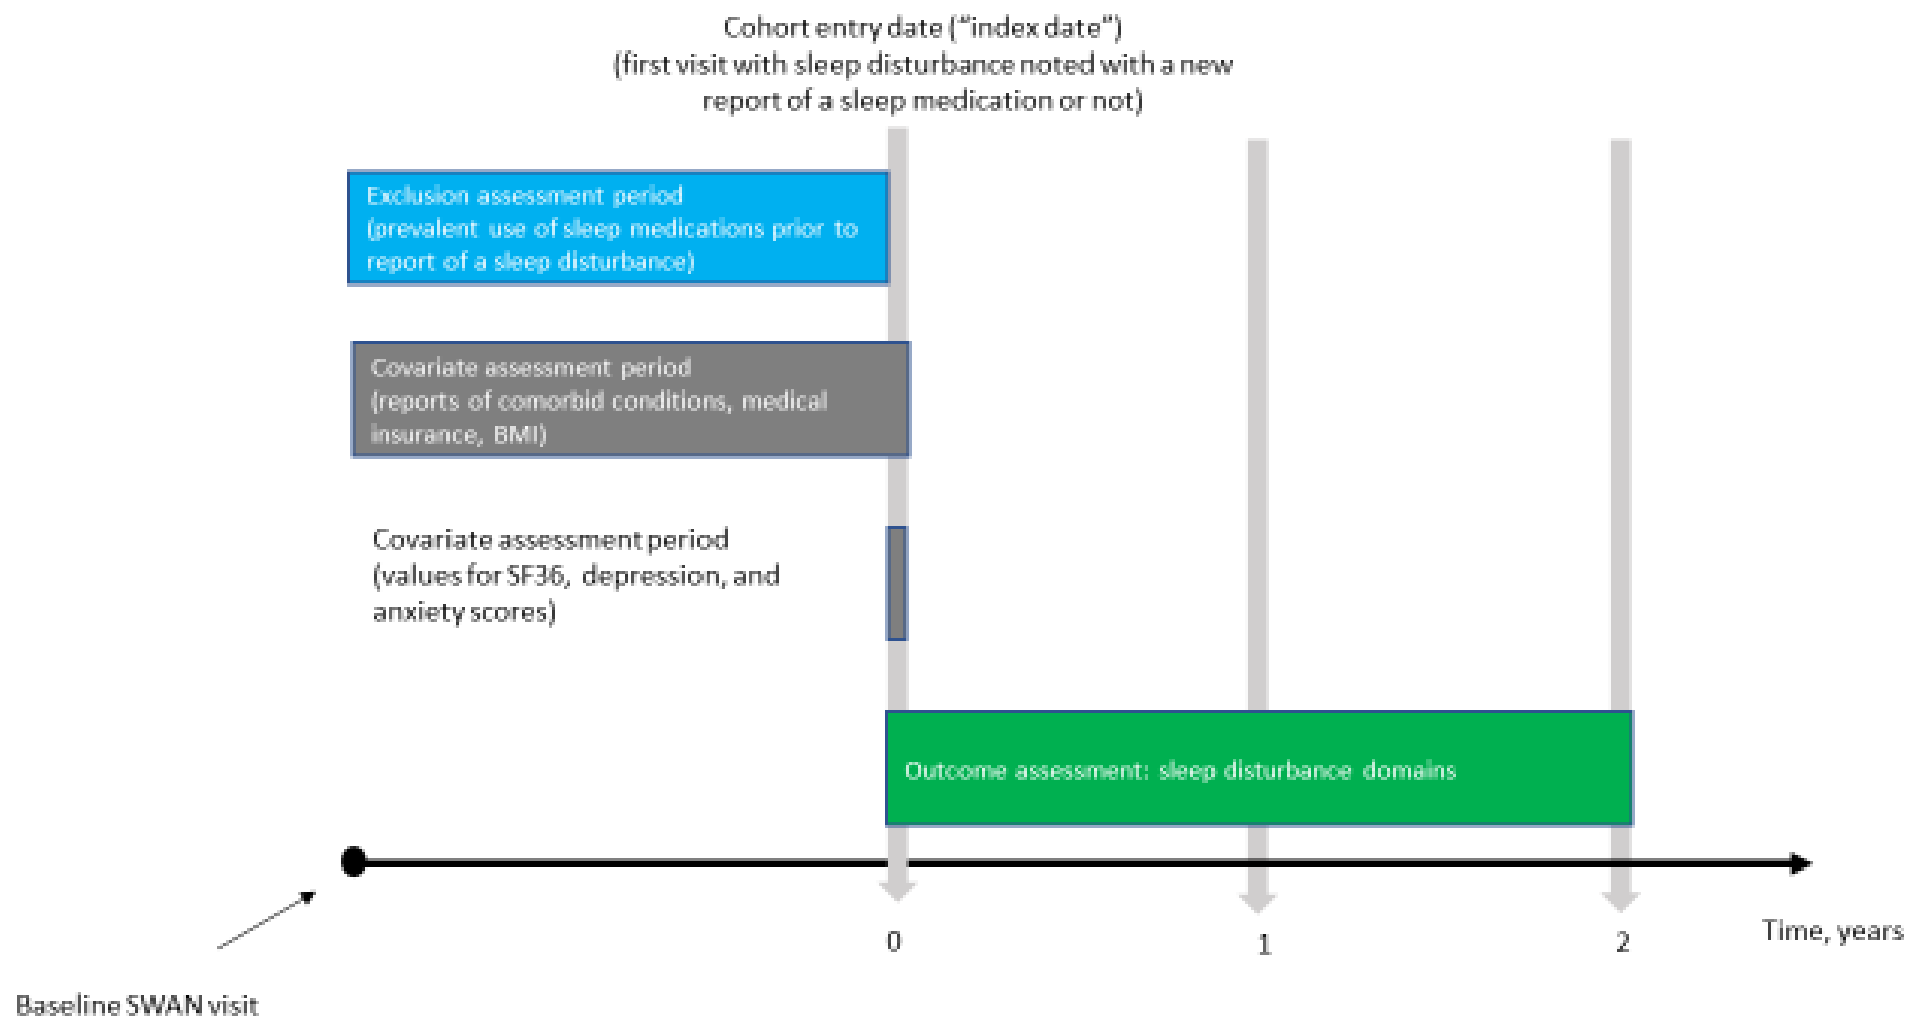 Cohort entry date (“index date”)
(first visit with sleep disturbance noted with a new
report of a sleep medication or not)
Exclusion assessment period
(prevalent use of sleep medications prior to
report of a sleep disturbance)
Covariate assessment period
(reports of comorbid conditions, medical
insurance, BMI)
Covariate assessment period
(values for SF36, depression, and
anxiety scores)
Outcome assessment: sleep disturbance domains
0
1
2
Time, years
Baseline SWAN visit